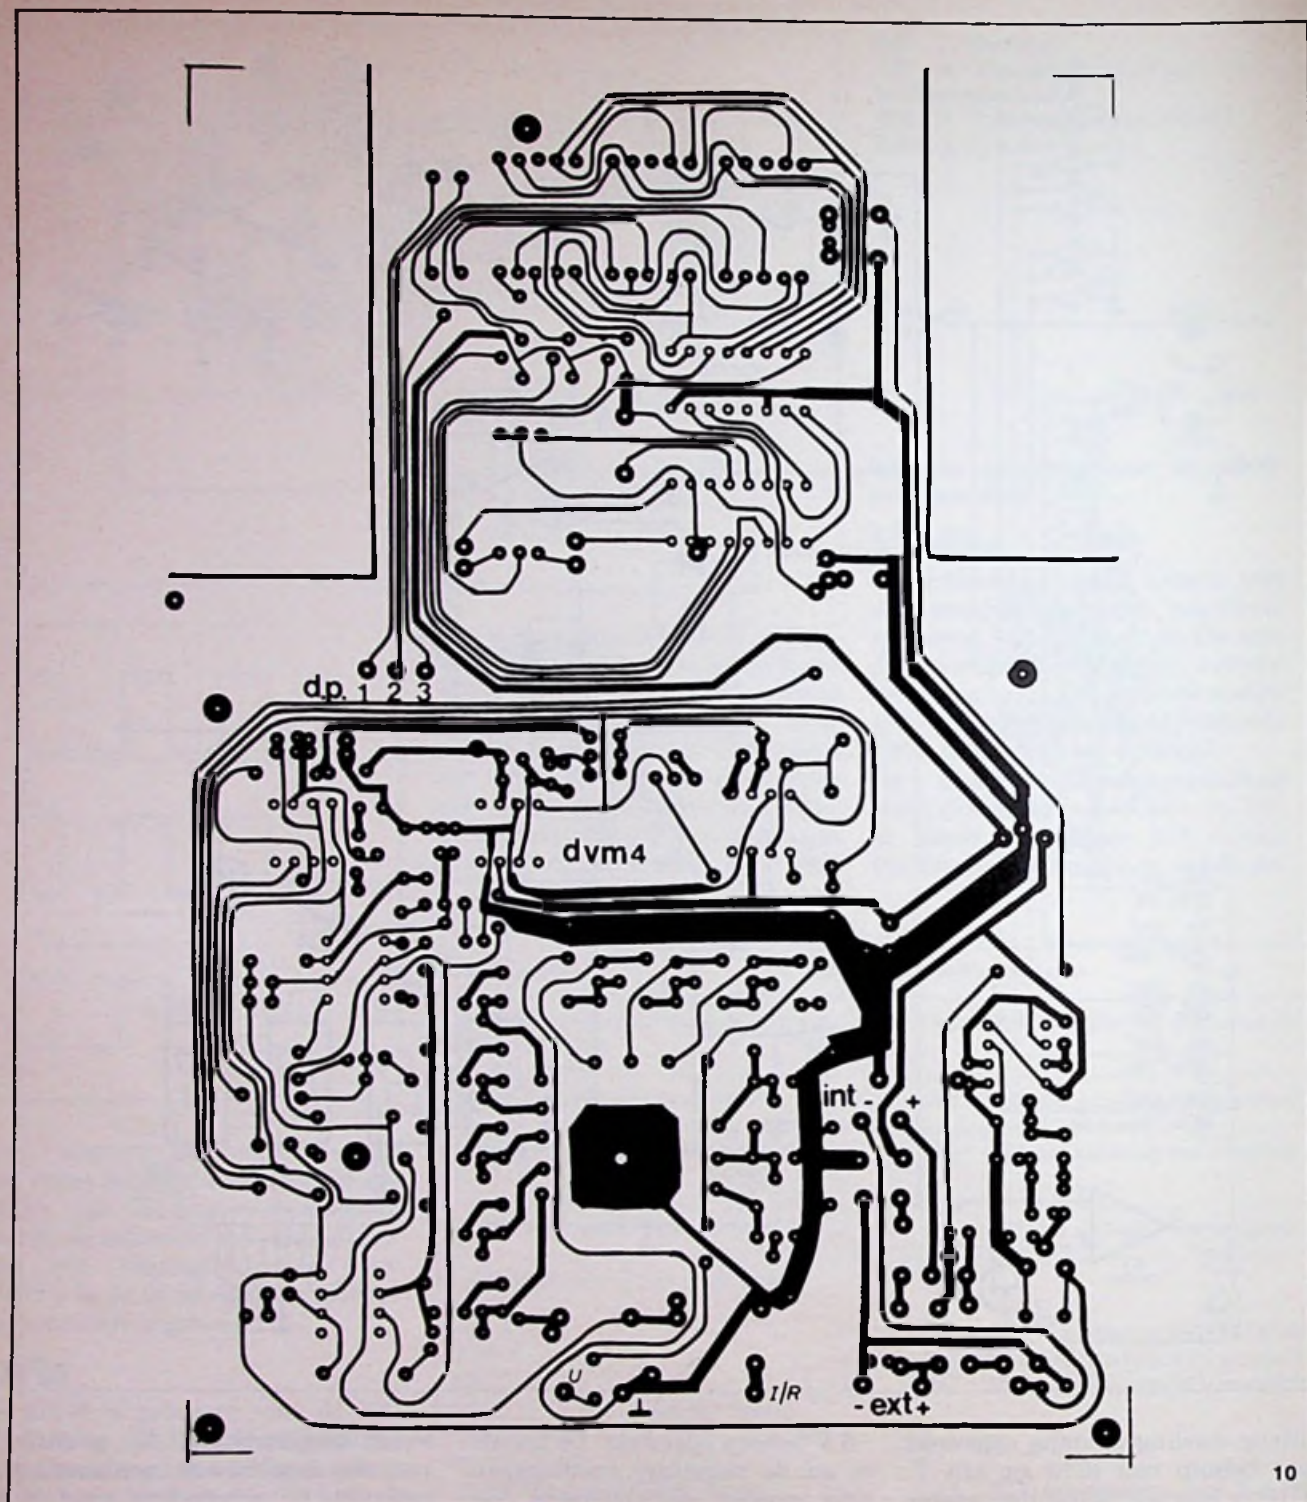 d.p. 1 2 3
dvm4
int - +
U
⊥
I/R
- ext +
10